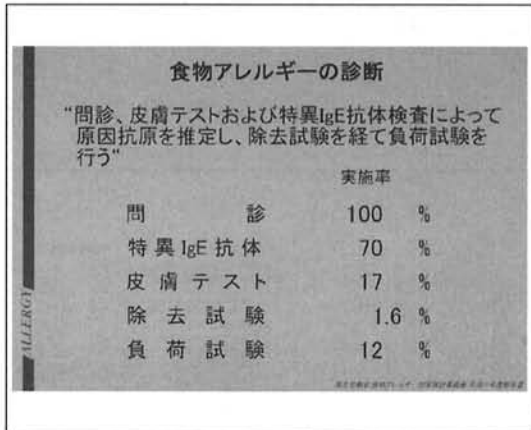 食物アレルギーの診断
“問診、皮膚テストおよび特異IgE抗体検査によって
原因抗原を推定し、除去試験を経て負荷試験を
行う“
実施率
問診 100 %
特異IgE抗体 70 %
皮膚テスト 17 %
除去試験 1.6 %
負荷試験 12 %
ALLERGY